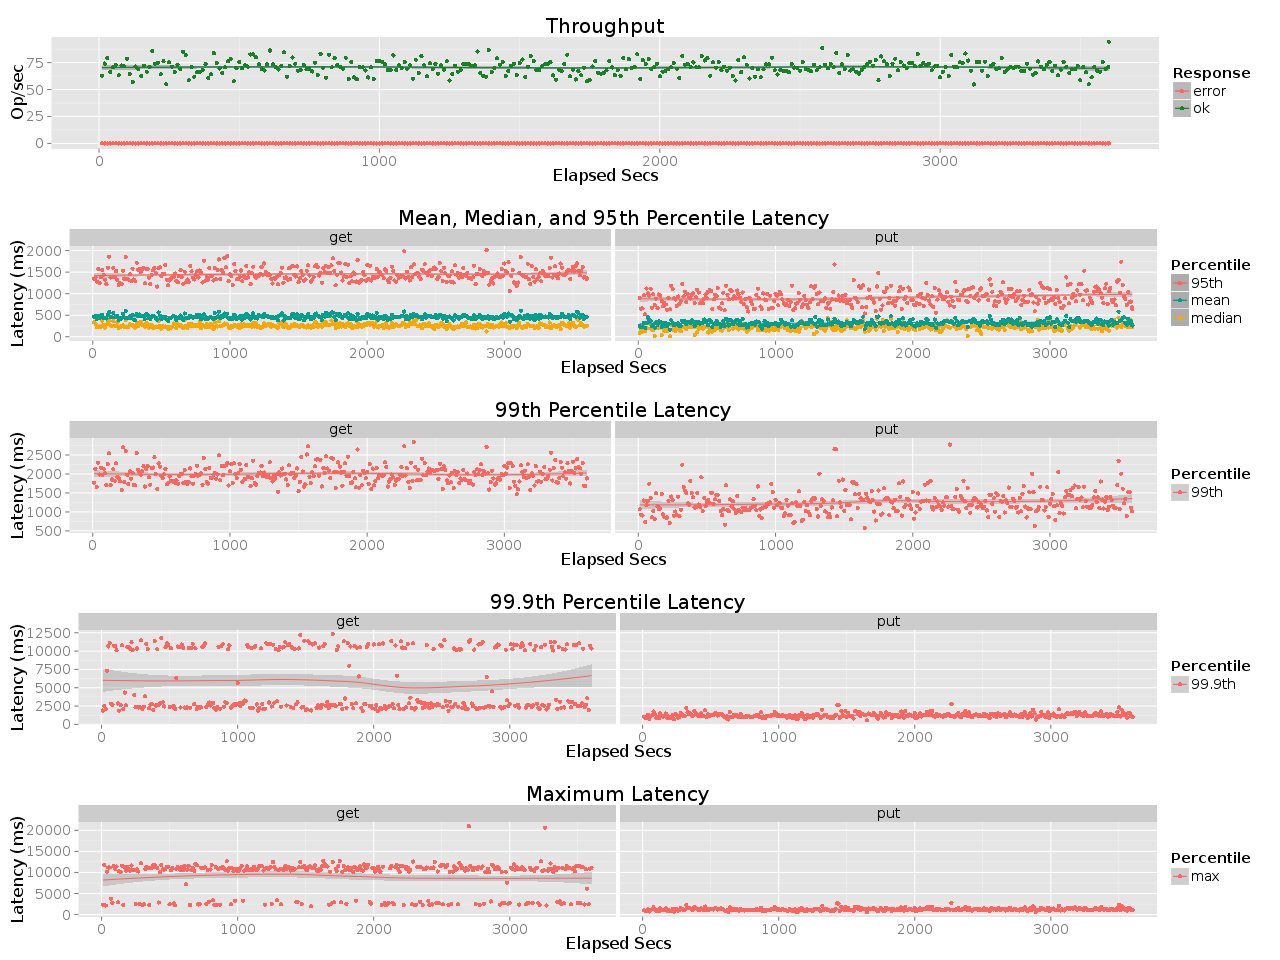 Throughput
Op/sec
75
50
25
0
0 1000 2000 3000
Elapsed Secs
Response
error
ok
Mean, Median, and 95th Percentile Latency
get put
Latency (ms)
2000
1500
1000
500
0
0 1000 2000 3000 0 1000 2000 3000
Elapsed Secs
Percentile
95th
mean
median
99th Percentile Latency
get put
Latency (ms)
2500
2000
1500
1000
500
0 1000 2000 3000 0 1000 2000 3000
Elapsed Secs
Percentile
99th
99.9th Percentile Latency
get put
Latency (ms)
12500
10000
7500
5000
2500
0
0 1000 2000 3000 0 1000 2000 3000
Elapsed Secs
Percentile
99.9th
Maximum Latency
get put
Latency (ms)
20000
15000
10000
5000
0
0 1000 2000 3000 0 1000 2000 3000
Elapsed Secs
Percentile
max